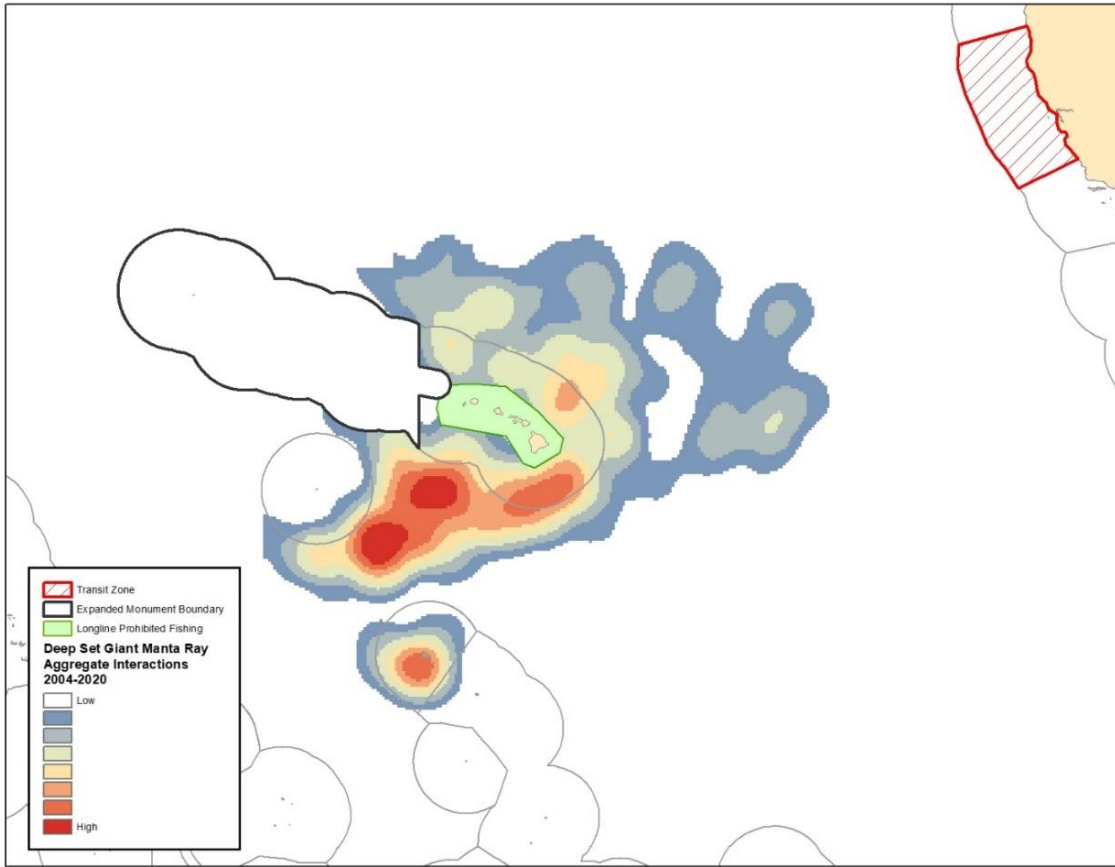 Transit Zone
Expanded Monument Boundary
Longline Prohibited Fishing
Deep Set Giant Manta Ray
Aggregate Interactions
2004-2020
Low
High